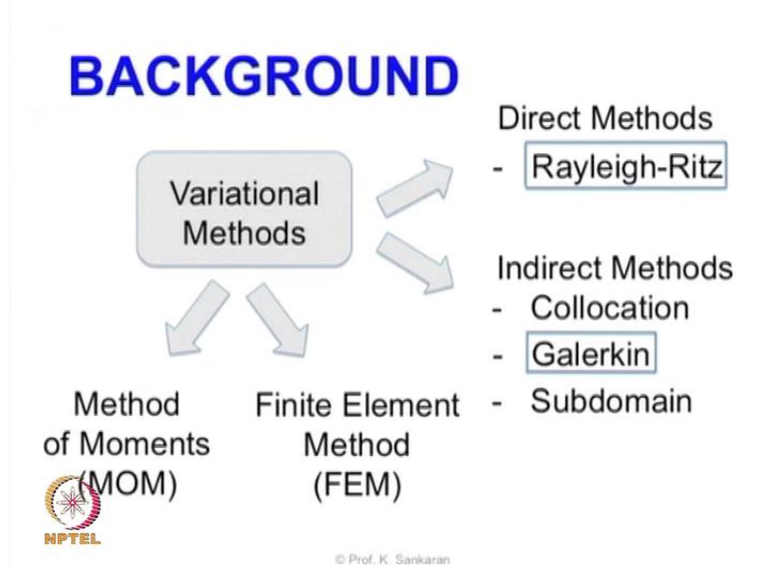 BACKGROUND
Variational
Methods
Direct Methods
- Rayleigh-Ritz
Indirect Methods
- Collocation
- Galerkin
- Subdomain
Method
of Moments
(MOM)
Finite Element
Method
(FEM)
NPTEL
© Prof. K. Sankaran